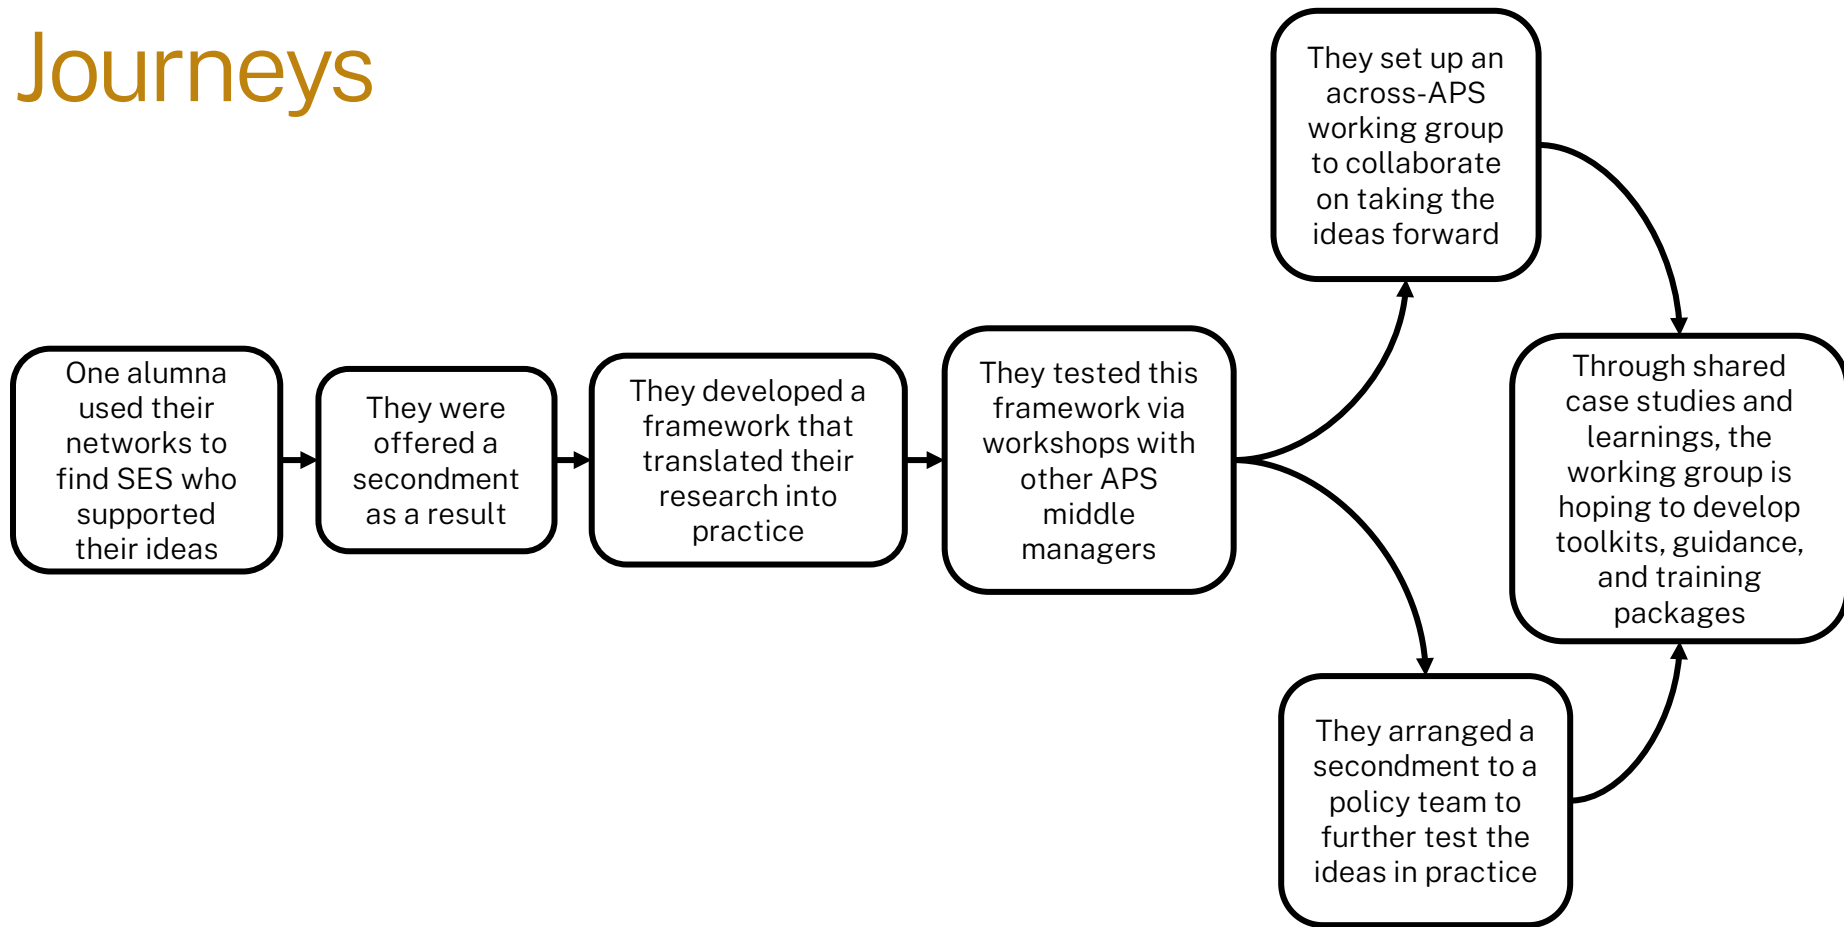 Journeys
One alumna
used their
networks to
find SES who
supported
their ideas
They were
offered a
secondment
as a result
They developed a
framework that
translated their
research into
practice
They tested this
framework via
workshops with
other APS
middle
managers
They set up an
across-APS
working group
to collaborate
on taking the
ideas forward
They arranged a
secondment to a
policy team to
further test the
ideas in practice
Through shared
case studies and
learnings, the
working group is
hoping to develop
toolkits, guidance,
and training
packages